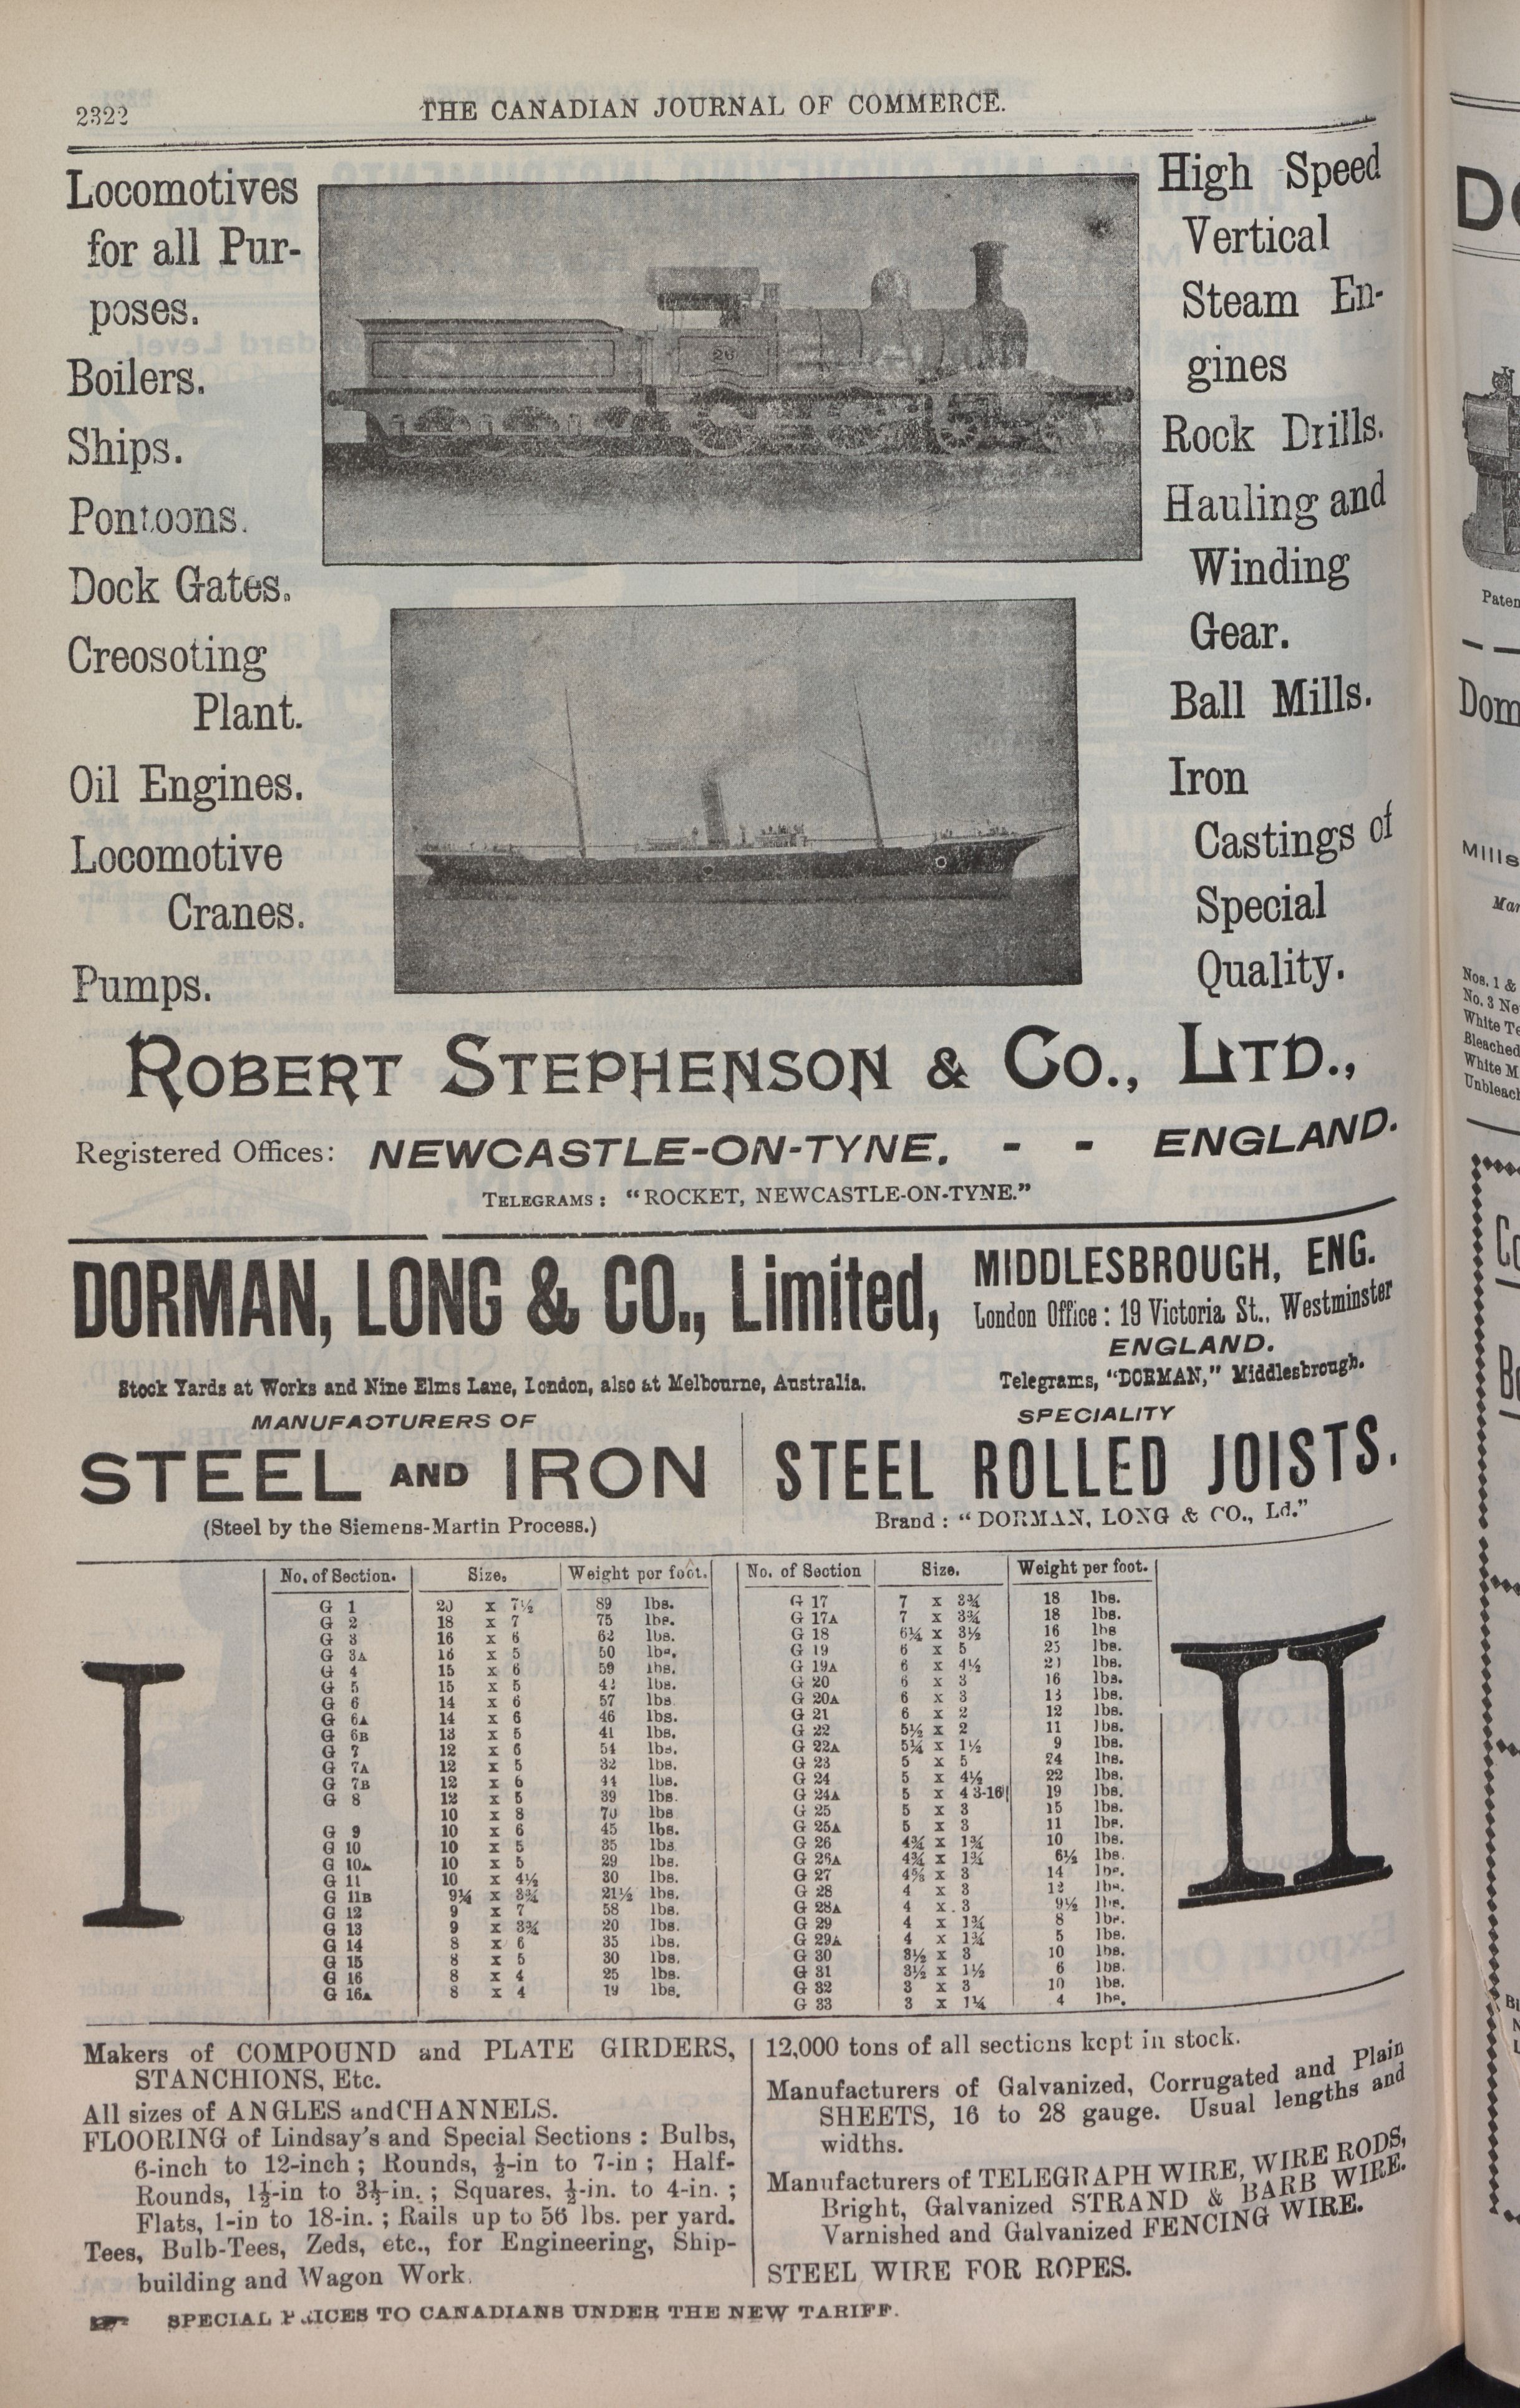 2322
THE CANADIAN JOURNAL OF COMMERCE.
Locomotives
for all Pur-
poses.
Boilers.
Ships.
Pontoons.
Dock Gates.
Creosoting
Plant.
Oil Engines.
Locomotive
Cranes.
Pumps.
26
High Speed
Vertical
Steam En-
gines
Rock Drills.
Hauling and
Winding
Gear.
Ball Mills.
Iron
Castings of
Special
Quality.
ROBERT STEPHENSON & CO., LTD.,
Registered Offices: NEWCASTLE-ON-TYNE. - - ENGLAND.
TELEGRAMS: "ROCKET, NEWCASTLE-ON-TYNE."
DORMAN, LONG & CO., Limited,
MIDDLESBROUGH, ENG.
London Office: 19 Victoria St., Westminster
ENGLAND.
Stock Yards at Works and Nine Elms Lane, London, also at Melbourne, Australia.
Telegrams, "DORMAN," Middlesbrough.
MANUFACTURERS OF
STEEL AND IRON
(Steel by the Siemens-Martin Process.)
SPECIALITY
STEEL ROLLED JOISTS.
Brand: "DORMAN, LONG & CO., Ld."
No. of Section. Size. Weight per foot.
G 1 20 x 7½ 89 lbs.
G 2 18 x 7 75 lbs.
G 3 16 x 6 62 lbs.
G 3A 16 x 5 50 lbs.
G 4 15 x 6 59 lbs.
G 5 15 x 5 42 lbs.
G 6 14 x 6 57 lbs
G 6A 14 x 6 46 lbs.
G 6B 13 x 5 41 lbs.
G 7 12 x 6 54 lbs.
G 7A 12 x 5 32 lbs.
G 7B 12 x 6 44 lbs.
G 8 12 x 5 39 lbs.
10 x 8 70 lbs
G 9 10 x 6 45 lbs.
G 10 10 x 5 35 lbs
G 10A 10 x 5 29 lbs.
G 11 10 x 4½ 30 lbs.
G 11B 9¼ x 3¾ 21½ lbs.
G 12 9 x 7 58 lbs.
G 13 9 x 3¾ 20 lbs.
G 14 8 x 6 35 lbs.
G 15 8 x 5 30 lbs.
G 16 8 x 4 25 lbs.
G 16A 8 x 4 19 lbs.
No. of Section Size. Weight per foot.
G 17 7 x 3¾ 18 lbs.
G 17A 7 x 3¾ 18 lbs.
G 18 6¼ x 3½ 16 lbs
G 19 6 x 5 25 lbs.
G 19A 6 x 4½ lbs.
G 20 6 x 3 16 lbs.
G 20A 6 x 3 13 lbs.
G 21 6 x 2 12 lbs.
G 22 5½ x 2 11 lbs.
G 22A 5¼ x 1½ 9 lbs.
G 23 5 x 5 24 lbs.
G 24 5 x 4½ 22 lbs.
G 24A 5 x 4 3-16 19 lbs.
G 25 5 x 3 15 lbs.
G 25A 5 x 3 11 lbs.
G 26 4¾ x 1¾ 10 lbs.
G 26A 4¾ x 1¾ 6½ lbs.
G 27 4⅝ x 3 14 lbs.
G 28 4 x 3 12 lbs.
G 28A 4 x 3 9½ lbs.
G 29 4 x 1¾ 8 lbs.
G 29A 4 x 1¾ 5 lbs.
G 30 3½ x 3 10 lbs.
G 31 3½ x 1½ 6 lbs.
G 32 3 x 3 10 lbs.
G 33 3 x 1¼ 4 lbs.
Makers of COMPOUND and PLATE GIRDERS,
STANCHIONS, Etc.
All sizes of ANGLES and CHANNELS.
FLOORING of Lindsay's and Special Sections: Bulbs,
6-inch to 12-inch; Rounds, ½-in to 7-in; Half-
Rounds, 1½-in to 3½-in.; Squares, ½-in. to 4-in.;
Flats, 1-in to 18-in.; Rails up to 56 lbs. per yard.
Tees, Bulb-Tees, Zeds, etc., for Engineering, Ship-
building and Wagon Work.
12,000 tons of all sections kept in stock.
Manufacturers of Galvanized, Corrugated and Plain
SHEETS, 16 to 28 gauge. Usual lengths and
widths.
Manufacturers of TELEGRAPH WIRE, WIRE RODS,
Bright, Galvanized STRAND & BARB WIRE.
Varnished and Galvanized FENCING WIRE.
STEEL WIRE FOR ROPES.
SPECIAL PRICES TO CANADIANS UNDER THE NEW TARIFF.
Mills
Nos. 1 &